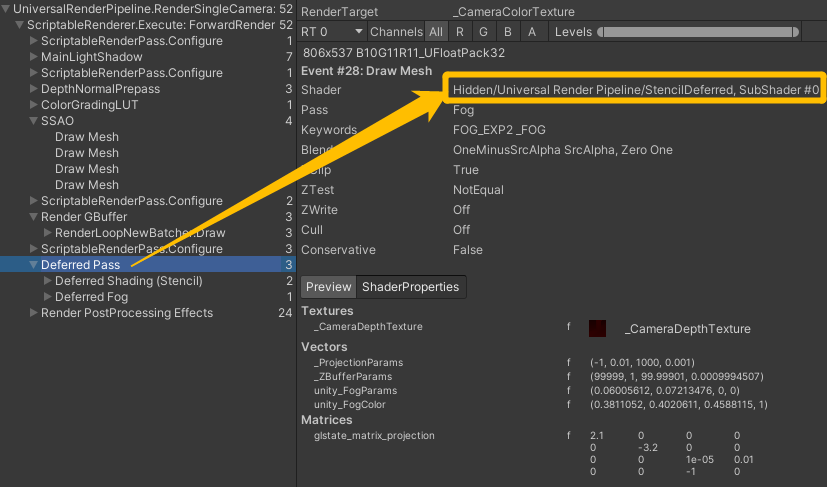 UniversalRenderPipeline.RenderSingleCamera: 52
ScriptableRenderer.Execute: ForwardRender 52
ScriptableRenderPass.Configure 1
MainLightShadow 7
ScriptableRenderPass.Configure 3
DepthNormalPrepass 3
ColorGradingLUT 1
SSAO 4
Draw Mesh
Draw Mesh
Draw Mesh
Draw Mesh
ScriptableRenderPass.Configure 2
Render GBuffer 3
RenderLoopNewBatcher.Draw 3
ScriptableRenderPass.Configure 3
Deferred Pass 3
Deferred Shading (Stencil) 2
Deferred Fog 1
Render PostProcessing Effects 24
RenderTarget _CameraColorTexture
RT 0 Channels All R G B A Levels
806x537 B10G11R11_UFloatPack32
Event #28: Draw Mesh
Shader Hidden/Universal Render Pipeline/StencilDeferred, SubShader #0
Pass Fog
Keywords FOG_EXP2 _FOG
Blend OneMinusSrcAlpha SrcAlpha, Zero One
ZClip True
ZTest NotEqual
ZWrite Off
Cull Off
Conservative False
Preview ShaderProperties
Textures
_CameraDepthTexture f _CameraDepthTexture
Vectors
_ProjectionParams f (-1, 0.01, 1000, 0.001)
_ZBufferParams f (99999, 1, 99.99901, 0.0009994507)
unity_FogParams f (0.06005612, 0.07213476, 0, 0)
unity_FogColor f (0.3811052, 0.4020611, 0.4588115, 1)
Matrices
glstate_matrix_projection f 2.1 0 0 0
0 -3.2 0 0
0 0 1e-05 0.01
0 0 -1 0